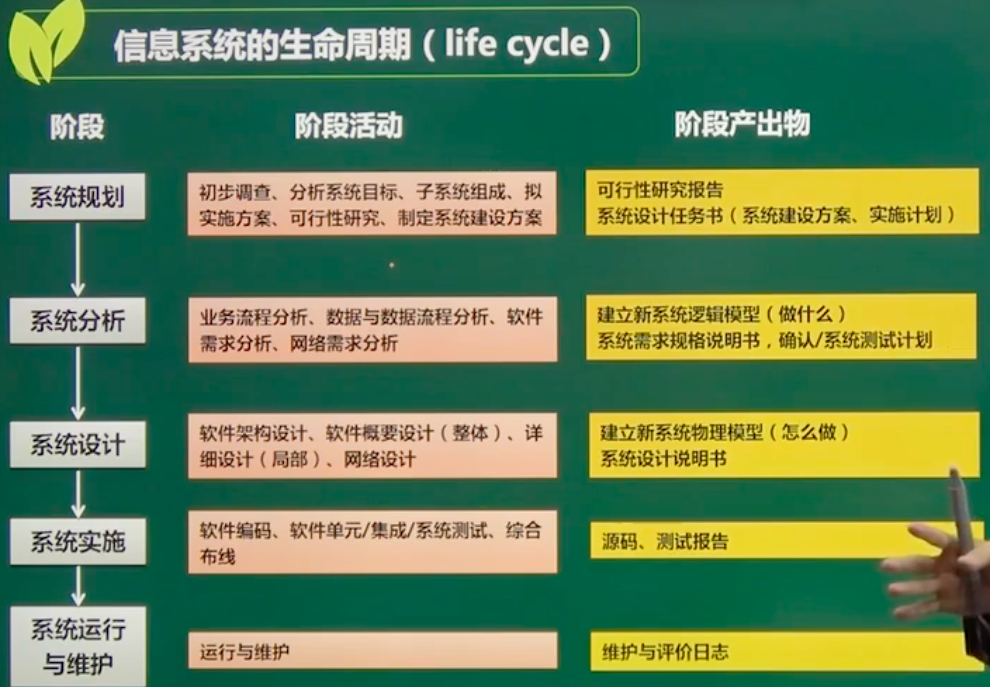 信息系统的生命周期（life cycle）
阶段
阶段活动
阶段产出物
系统规划
初步调查、分析系统目标、子系统组成、拟
实施方案、可行性研究、制定系统建设方案
可行性研究报告
系统设计任务书（系统建设方案、实施计划）
系统分析
业务流程分析、数据与数据流程分析、软件
需求分析、网络需求分析
建立新系统逻辑模型（做什么）
系统需求规格说明书，确认/系统测试计划
系统设计
软件架构设计、软件概要设计（整体）、详
细设计（局部）、网络设计
建立新系统物理模型（怎么做）
系统设计说明书
系统实施
软件编码、软件单元/集成/系统测试、综合
布线
源码、测试报告
系统运行
与维护
运行与维护
维护与评价日志